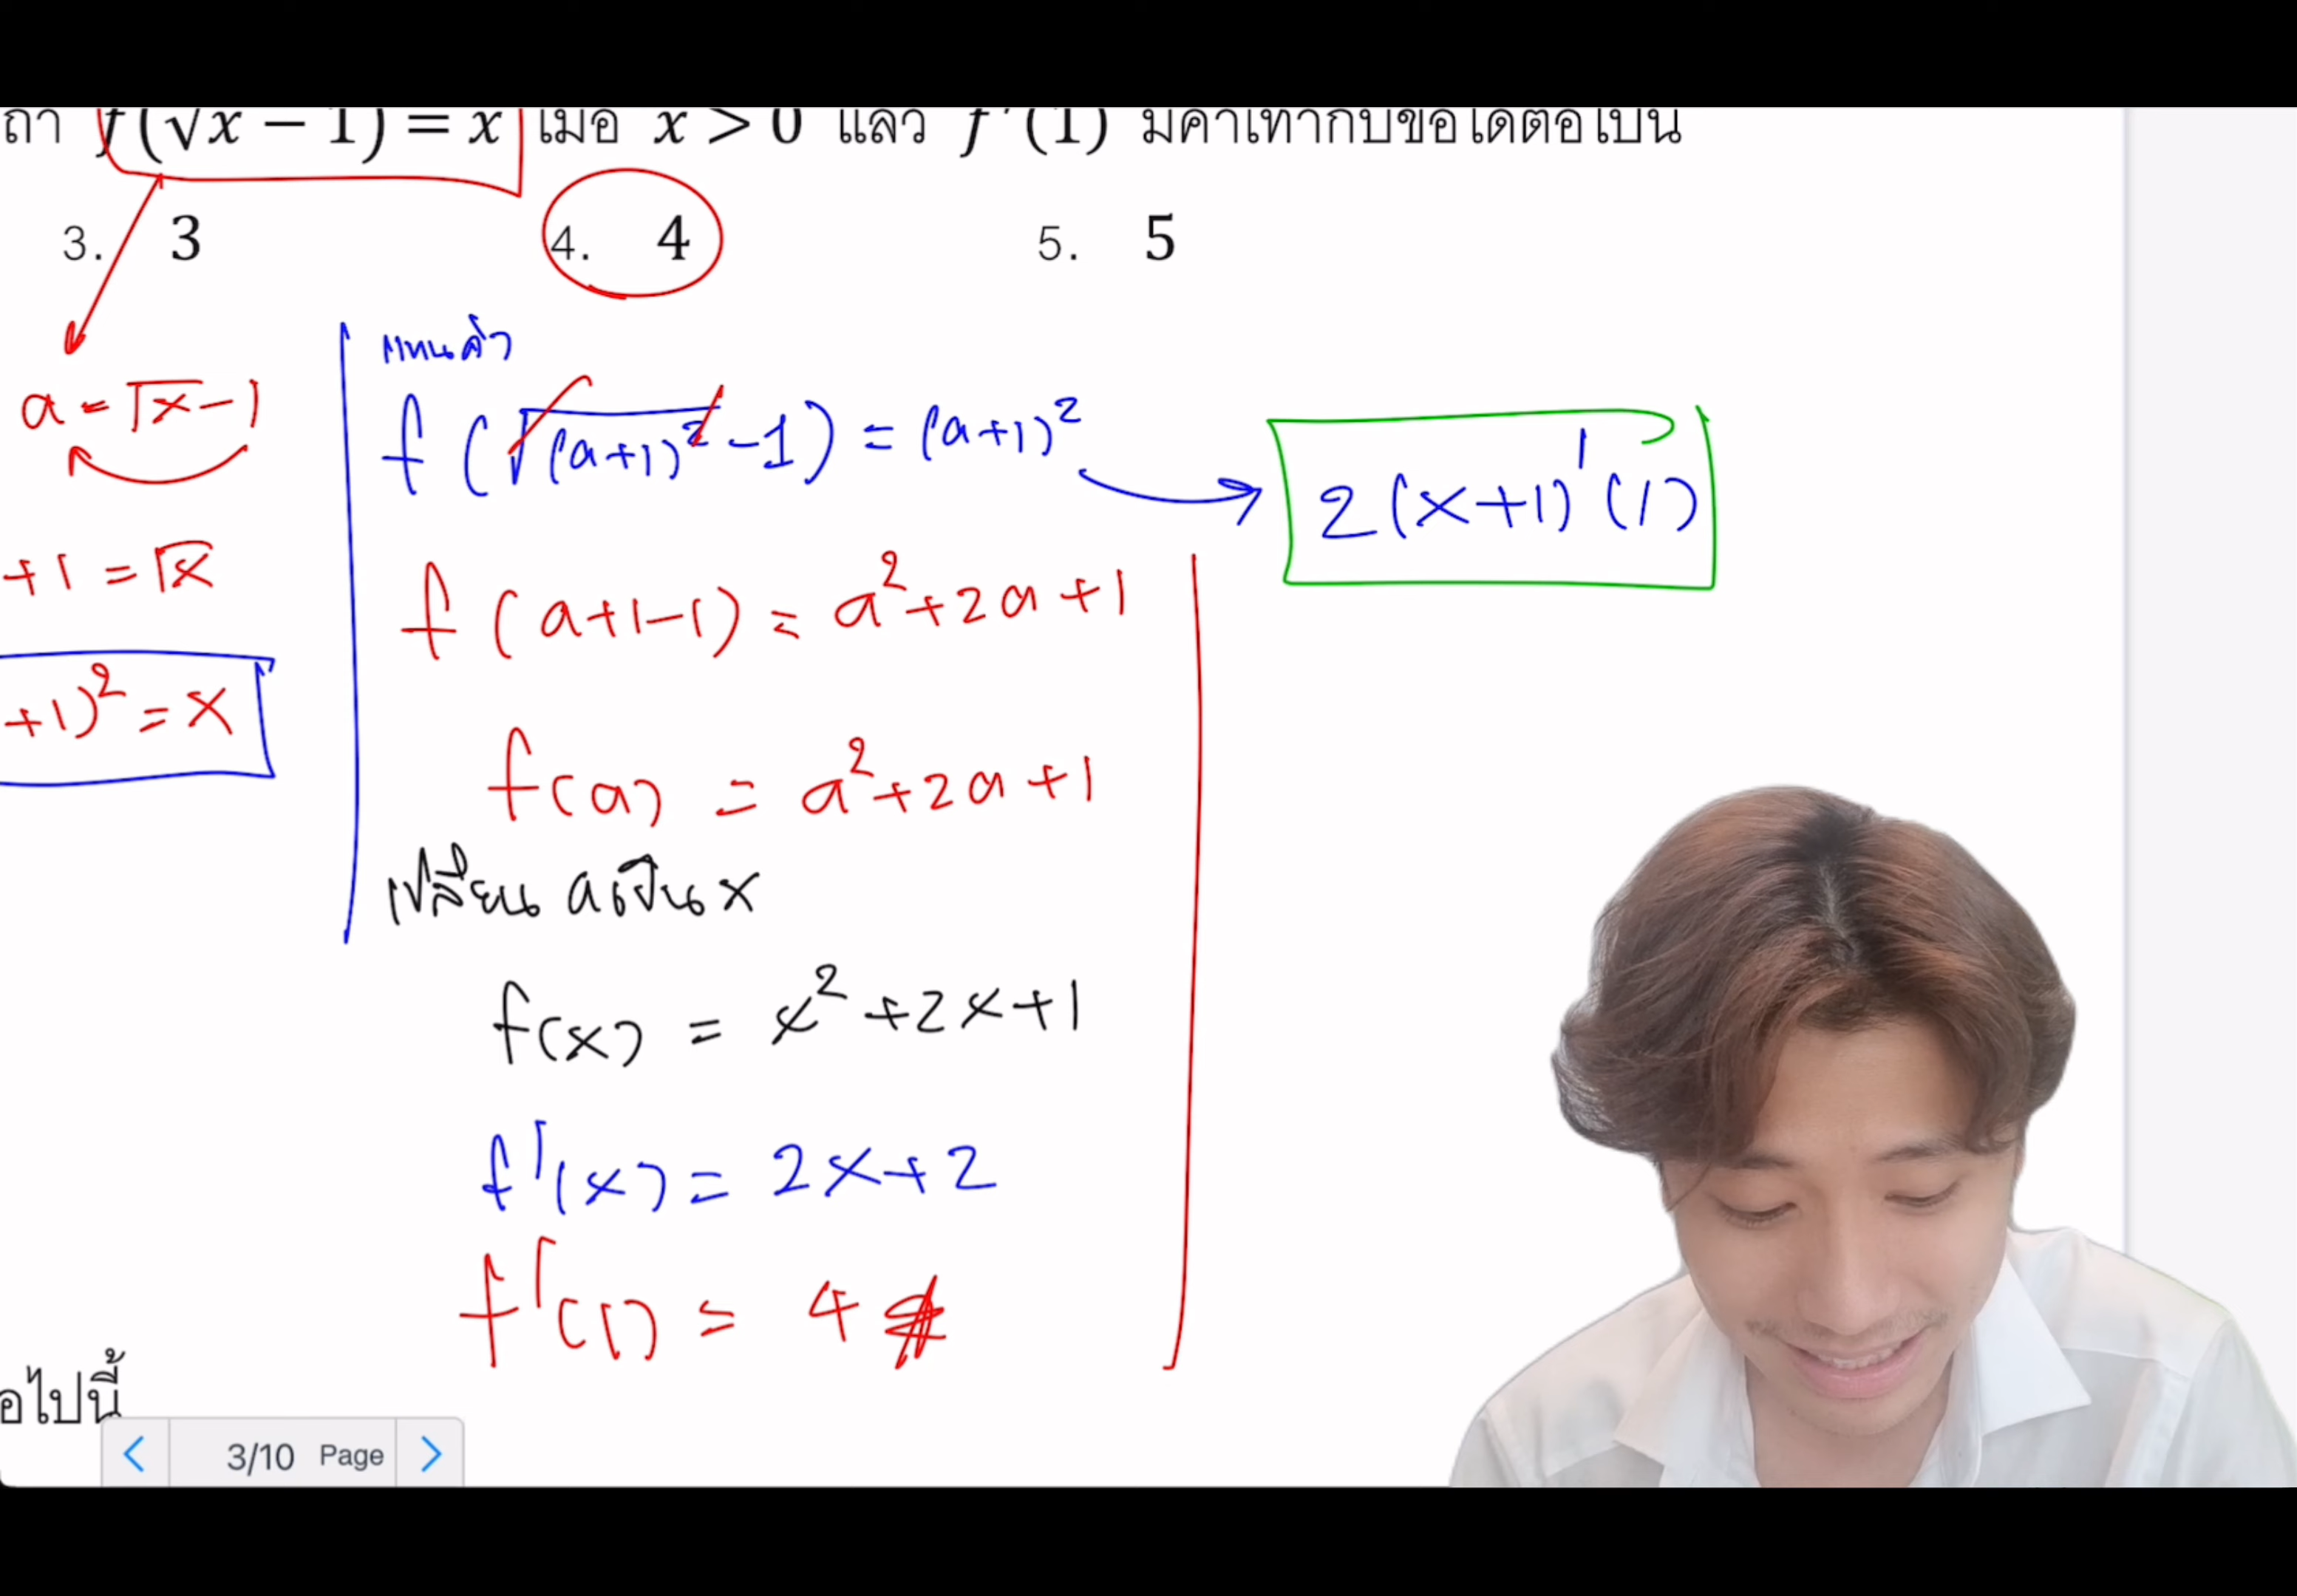 ถ้า f(√x − 1) = x เมื่อ x > 0 แล้ว f ′(1) มีค่าเท่ากับข้อใดต่อไปนี้
3. 3 4. 4 5. 5
a = √x − 1
+1 = √x
+1)² = x
แทนค่า
f(√(a+1)² − 1) = (a+1)²
2(x+1)¹(1)
f(a+1−1) = a²+2a+1
f(a) = a²+2a+1
เปลี่ยน a เป็น x
f(x) = x²+2x+1
f'(x) = 2x+2
f'(1) = 4 #
อไปนี้
3/10 Page